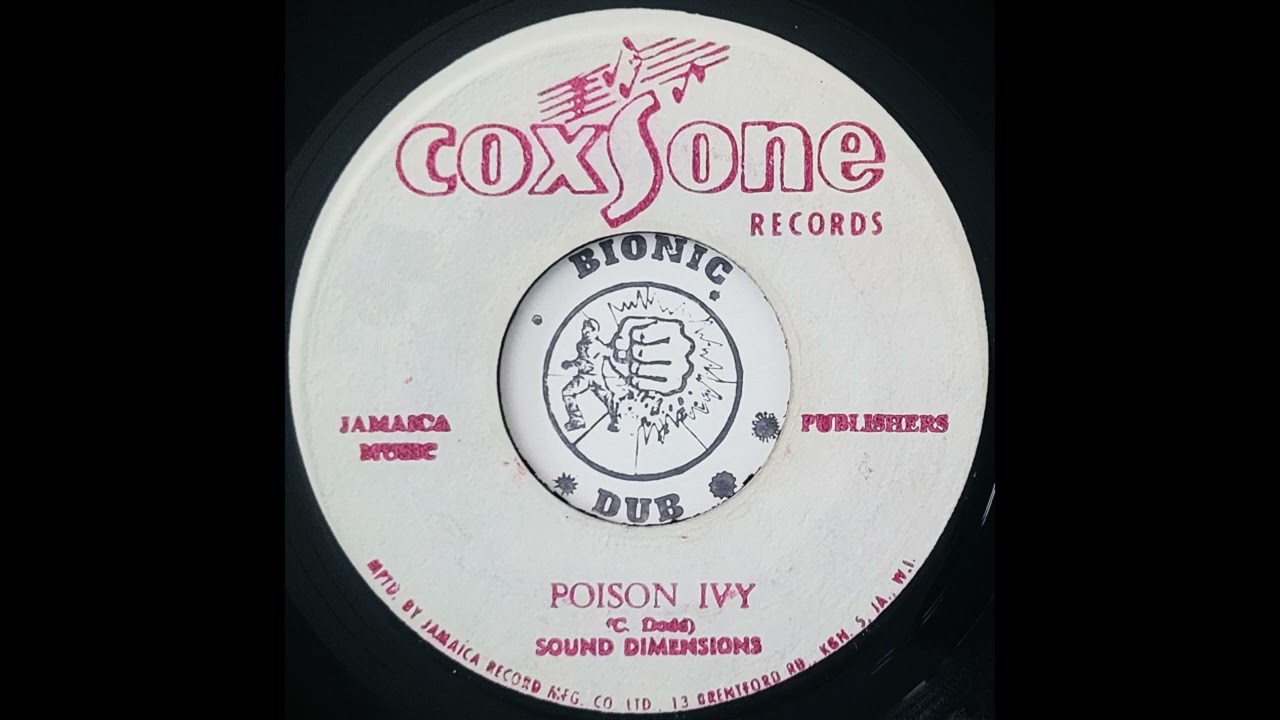 coxSone
RECORDS
BIONIC
DUB
JAMAICA
MUSIC
PUBLISHERS
POISON IVY
(C. Dodd)
SOUND DIMENSIONS
MFTD. BY JAMAICA RECORD MFG. CO. LTD., 13 BRENTFORD RD., KGN. 5, JA., W.I.